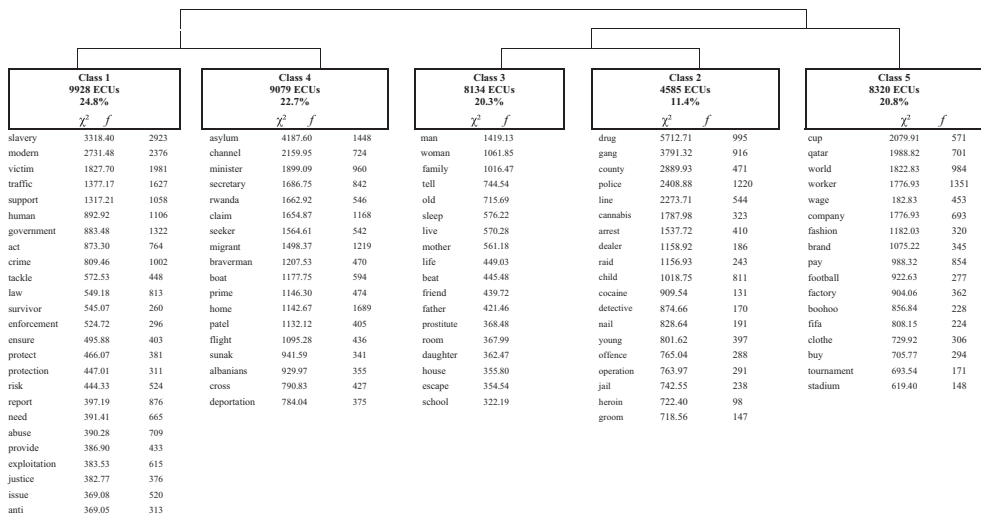 Class 1
9928 ECUs
24.8%
χ² f
slavery 3318.40 2923
modern 2731.48 2376
victim 1827.70 1981
traffic 1377.17 1627
support 1317.21 1058
human 892.92 1106
government 883.48 1322
act 873.30 764
crime 809.46 1002
tackle 572.53 448
law 549.18 813
survivor 545.07 260
enforcement 524.72 296
ensure 495.88 403
protect 466.07 381
protection 447.01 311
risk 444.33 524
report 397.19 876
need 391.41 665
abuse 390.28 709
provide 386.90 433
exploitation 383.53 615
justice 382.77 376
issue 369.08 520
anti 369.05 313
Class 4
9079 ECUs
22.7%
χ² f
asylum 4187.60 1448
channel 2159.95 724
minister 1899.09 960
secretary 1686.75 842
rwanda 1662.92 546
claim 1654.87 1168
seeker 1564.61 542
migrant 1498.37 1219
braverman 1207.53 470
boat 1177.75 594
prime 1146.30 474
home 1142.67 1689
patel 1132.12 405
flight 1095.28 436
sunak 941.59 341
albanians 929.97 355
cross 790.83 427
deportation 784.04 375
Class 3
8134 ECUs
20.3%
χ² f
man 1419.13
woman 1061.85
family 1016.47
tell 744.54
old 715.69
sleep 576.22
live 570.28
mother 561.18
life 449.03
beat 445.48
friend 439.72
father 421.46
prostitute 368.48
room 367.99
daughter 362.47
house 355.80
escape 354.54
school 322.19
Class 2
4585 ECUs
11.4%
χ² f
drug 5712.71 995
gang 3791.32 916
county 2889.93 471
police 2408.88 1220
line 2273.71 544
cannabis 1787.98 323
arrest 1537.72 410
dealer 1158.92 186
raid 1156.93 243
child 1018.75 811
cocaine 909.54 131
detective 874.66 170
nail 828.64 191
young 801.62 397
offence 765.04 288
operation 763.97 241
jail 742.55 238
heroin 722.40 98
groom 718.56 147
Class 5
8320 ECUs
20.8%
χ² f
cup 2079.91 571
qatar 1988.82 701
world 1822.83 984
worker 1776.93 1351
wage 182.83 453
company 1776.93 693
fashion 1182.03 320
brand 1075.22 345
pay 988.32 854
football 922.63 277
factory 904.06 362
boohoo 856.84 228
fifa 808.15 224
clothe 729.92 306
buy 705.77 294
tournament 693.54 171
stadium 619.40 148